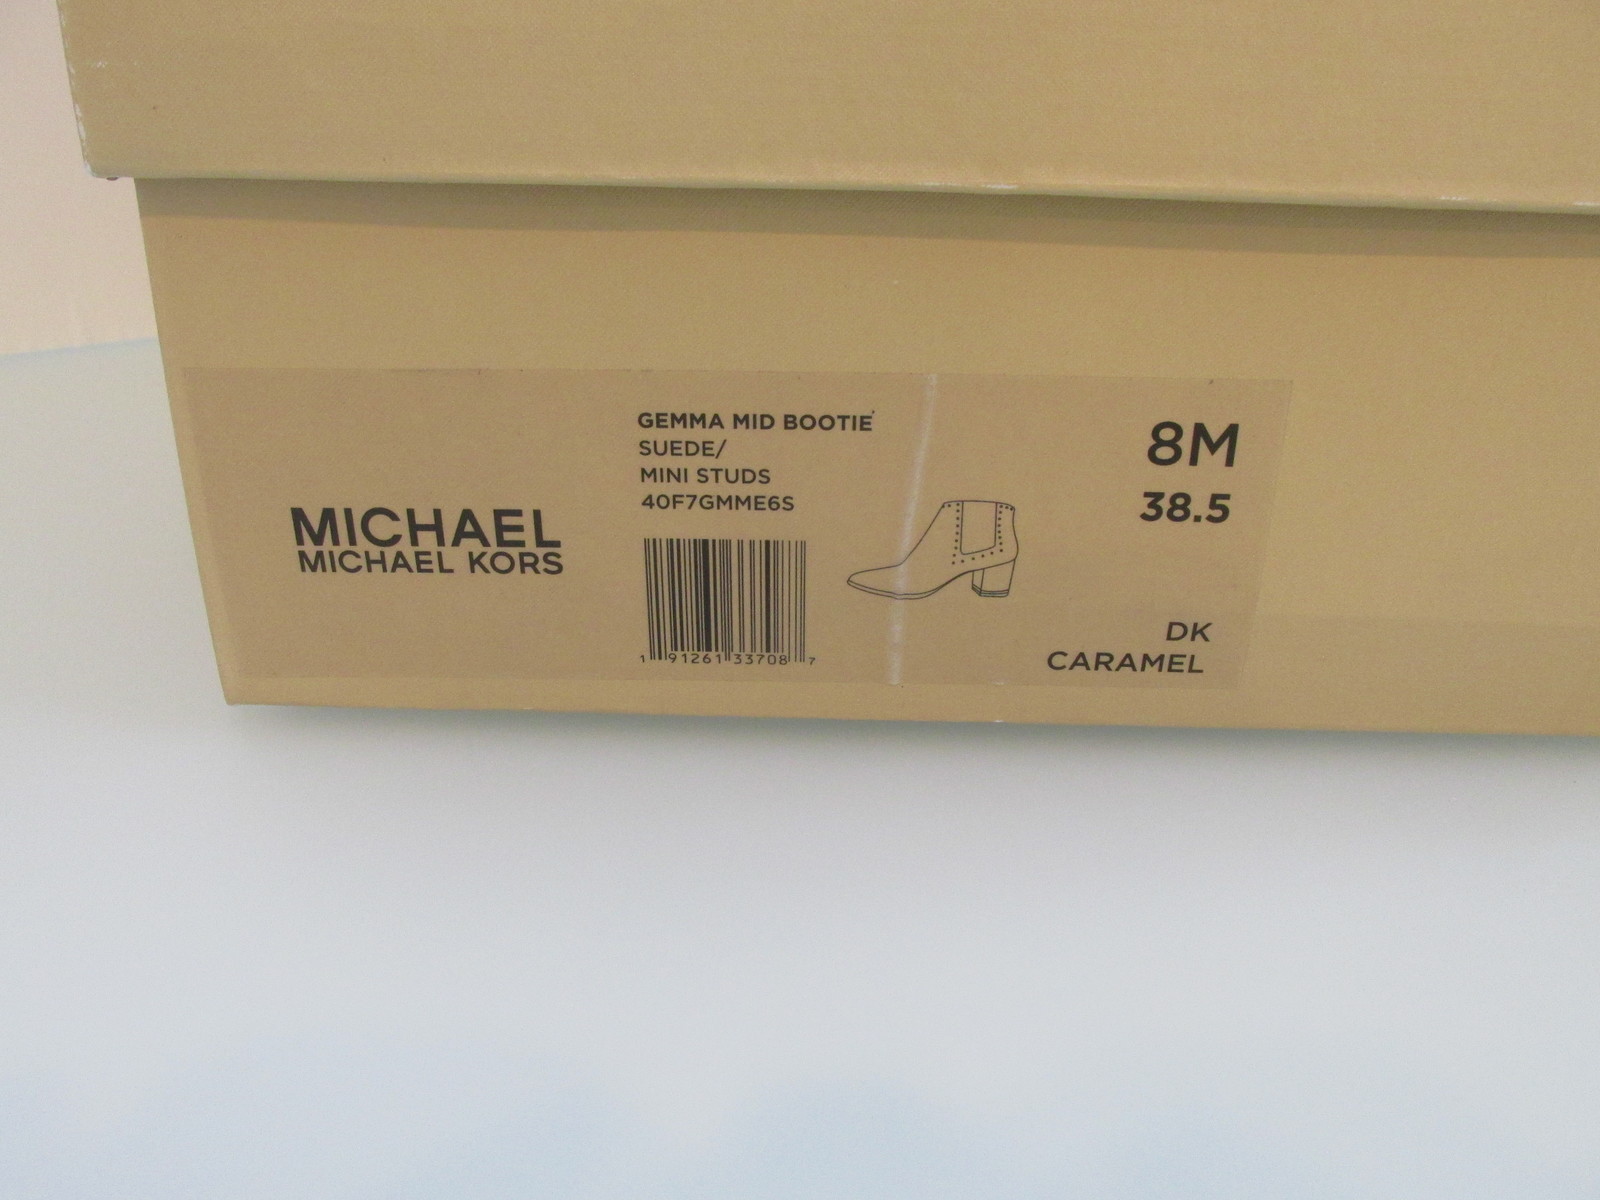 MICHAEL
MICHAEL KORS
GEMMA MID BOOTIE
SUEDE/
MINI STUDS
40F7GMME6S
1 91261 33708 7
8M
38.5
DK
CARAMEL